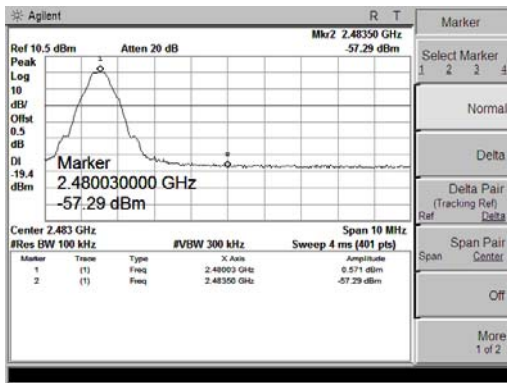 Agilent R T
Mkr2 2.48350 GHz
Ref 10.5 dBm Atten 20 dB -57.29 dBm
Peak
Log
10
dB/
Offst
0.5
dB
DI
-19.4
dBm
1
2
Marker
2.480030000 GHz
-57.29 dBm
Center 2.483 GHz Span 10 MHz
#Res BW 100 kHz #VBW 300 kHz Sweep 4 ms (401 pts)
Marker Trace Type X Axis Amplitude
1 (1) Freq 2.48003 GHz 0.571 dBm
2 (1) Freq 2.48350 GHz -57.29 dBm
Marker
Select Marker
1 2 3 4
Normal
Delta
Delta Pair
(Tracking Ref)
Ref Delta
Span Pair
Span Center
Off
More
1 of 2